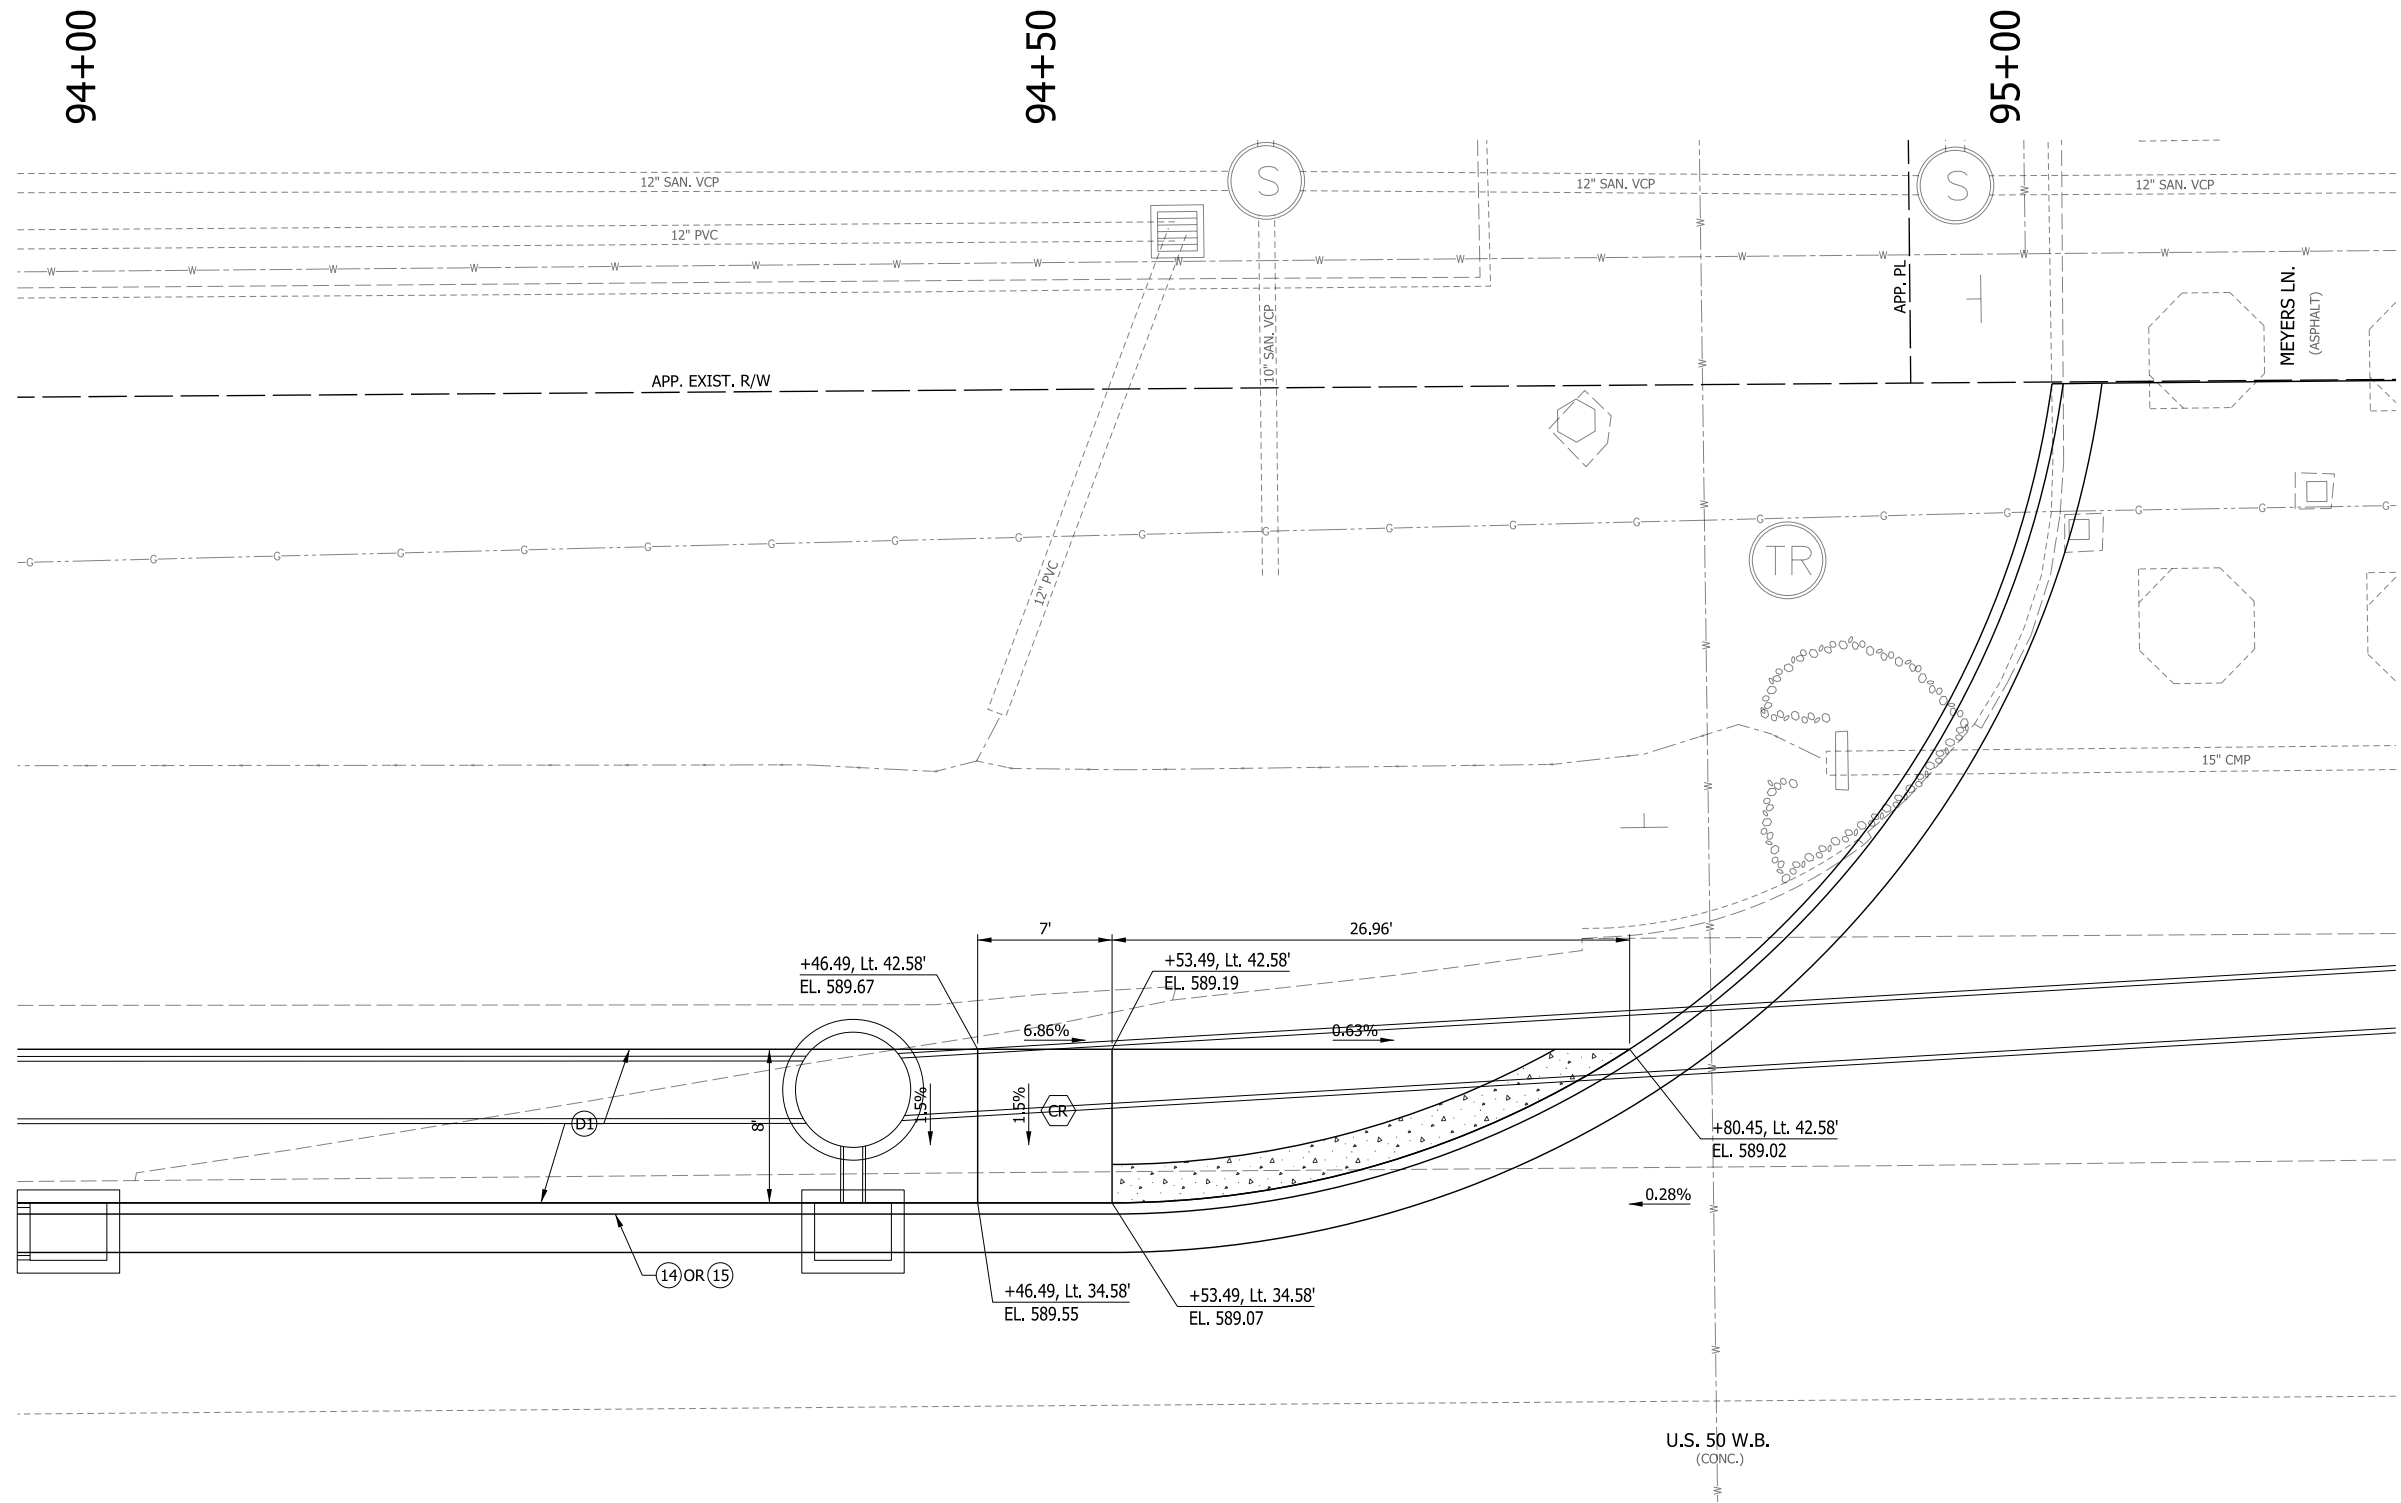 94+00
94+50
95+00
12" SAN. VCP
S
12" SAN. VCP
S
12" SAN. VCP
12" PVC
W W W W W W W W W W W W W W W W W
APP. PL
MEYERS LN.
(ASPHALT)
10" SAN. VCP
APP. EXIST. R/W
G G G G G G G G G G G G G G G G G G G G
TR
12" PVC
15" CMP
7'
26.96'
+46.49, Lt. 42.58'
EL. 589.67
+53.49, Lt. 42.58'
EL. 589.19
6.86%
0.63%
D1
8'
1.5%
1.5%
CR
+80.45, Lt. 42.58'
EL. 589.02
0.28%
14 OR 15
+46.49, Lt. 34.58'
EL. 589.55
+53.49, Lt. 34.58'
EL. 589.07
U.S. 50 W.B.
(CONC.)
W W W W W W W W W W W